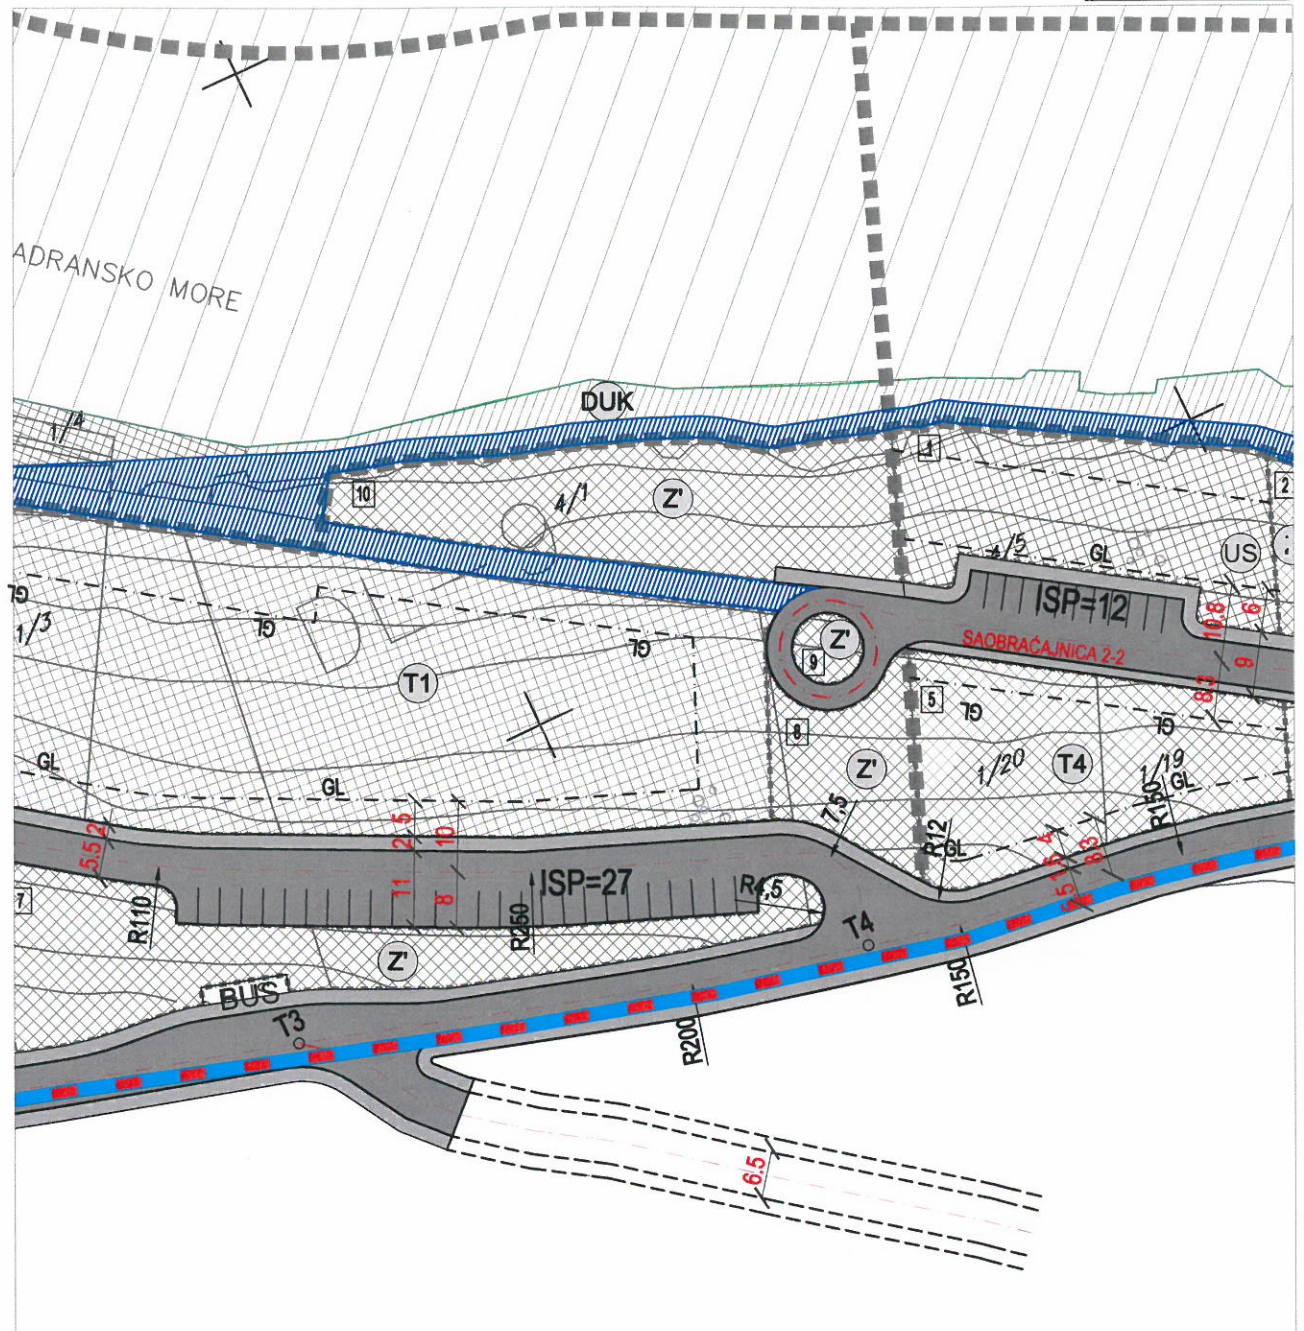 ADRANSKO MORE
DUK
1/4
10
4/1
Z'
1
2
4/5
GL
US
GL
GL
GL
ISP=12
10.8
6
1/3
Z'
9
SAOBRAĆAJNICA 2-2
9
8.3
T1
5
GL
GL
8
Z'
1/20
T4
1/19
GL
GL
GL
R150
7,5
R12
GL
5.5
2
2
5
10
4
1.5
8.3
11
8
ISP=27
R4,5
5
7
R110
R250
T4
Z'
BUS
R150
T3
R200
6.5